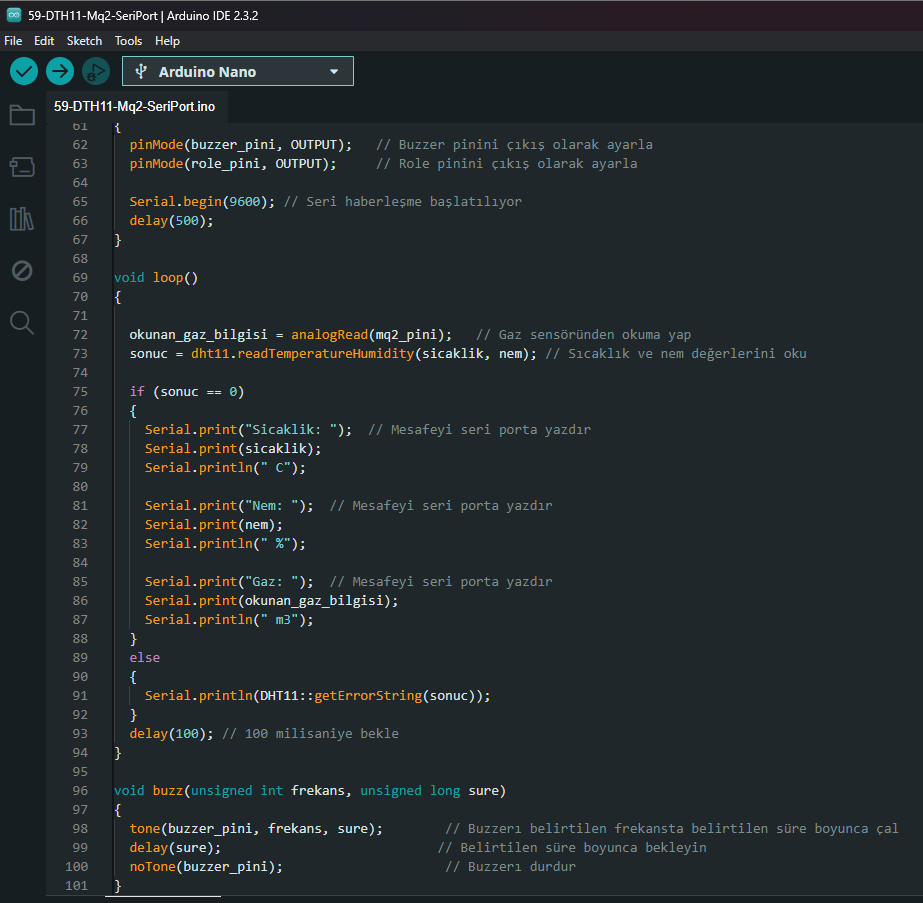 59-DTH11-Mq2-SeriPort | Arduino IDE 2.3.2
File Edit Sketch Tools Help
Arduino Nano
59-DTH11-Mq2-SeriPort.ino
61 {
62 pinMode(buzzer_pini, OUTPUT); // Buzzer pinini çıkış olarak ayarla
63 pinMode(role_pini, OUTPUT); // Role pinini çıkış olarak ayarla
64
65 Serial.begin(9600); // Seri haberleşme başlatılıyor
66 delay(500);
67 }
68
69 void loop()
70 {
71
72 okunan_gaz_bilgisi = analogRead(mq2_pini); // Gaz sensöründen okuma yap
73 sonuc = dht11.readTemperatureHumidity(sicaklik, nem); // Sıcaklık ve nem değerlerini oku
74
75 if (sonuc == 0)
76 {
77 Serial.print("Sicaklik: "); // Mesafeyi seri porta yazdır
78 Serial.print(sicaklik);
79 Serial.println(" C");
80
81 Serial.print("Nem: "); // Mesafeyi seri porta yazdır
82 Serial.print(nem);
83 Serial.println(" %");
84
85 Serial.print("Gaz: "); // Mesafeyi seri porta yazdır
86 Serial.print(okunan_gaz_bilgisi);
87 Serial.println(" m3");
88 }
89 else
90 {
91 Serial.println(DHT11::getErrorString(sonuc));
92 }
93 delay(100); // 100 milisaniye bekle
94 }
95
96 void buzz(unsigned int frekans, unsigned long sure)
97 {
98 tone(buzzer_pini, frekans, sure); // Buzzerı belirtilen frekansta belirtilen süre boyunca çal
99 delay(sure); // Belirtilen süre boyunca bekleyin
100 noTone(buzzer_pini); // Buzzerı durdur
101 }